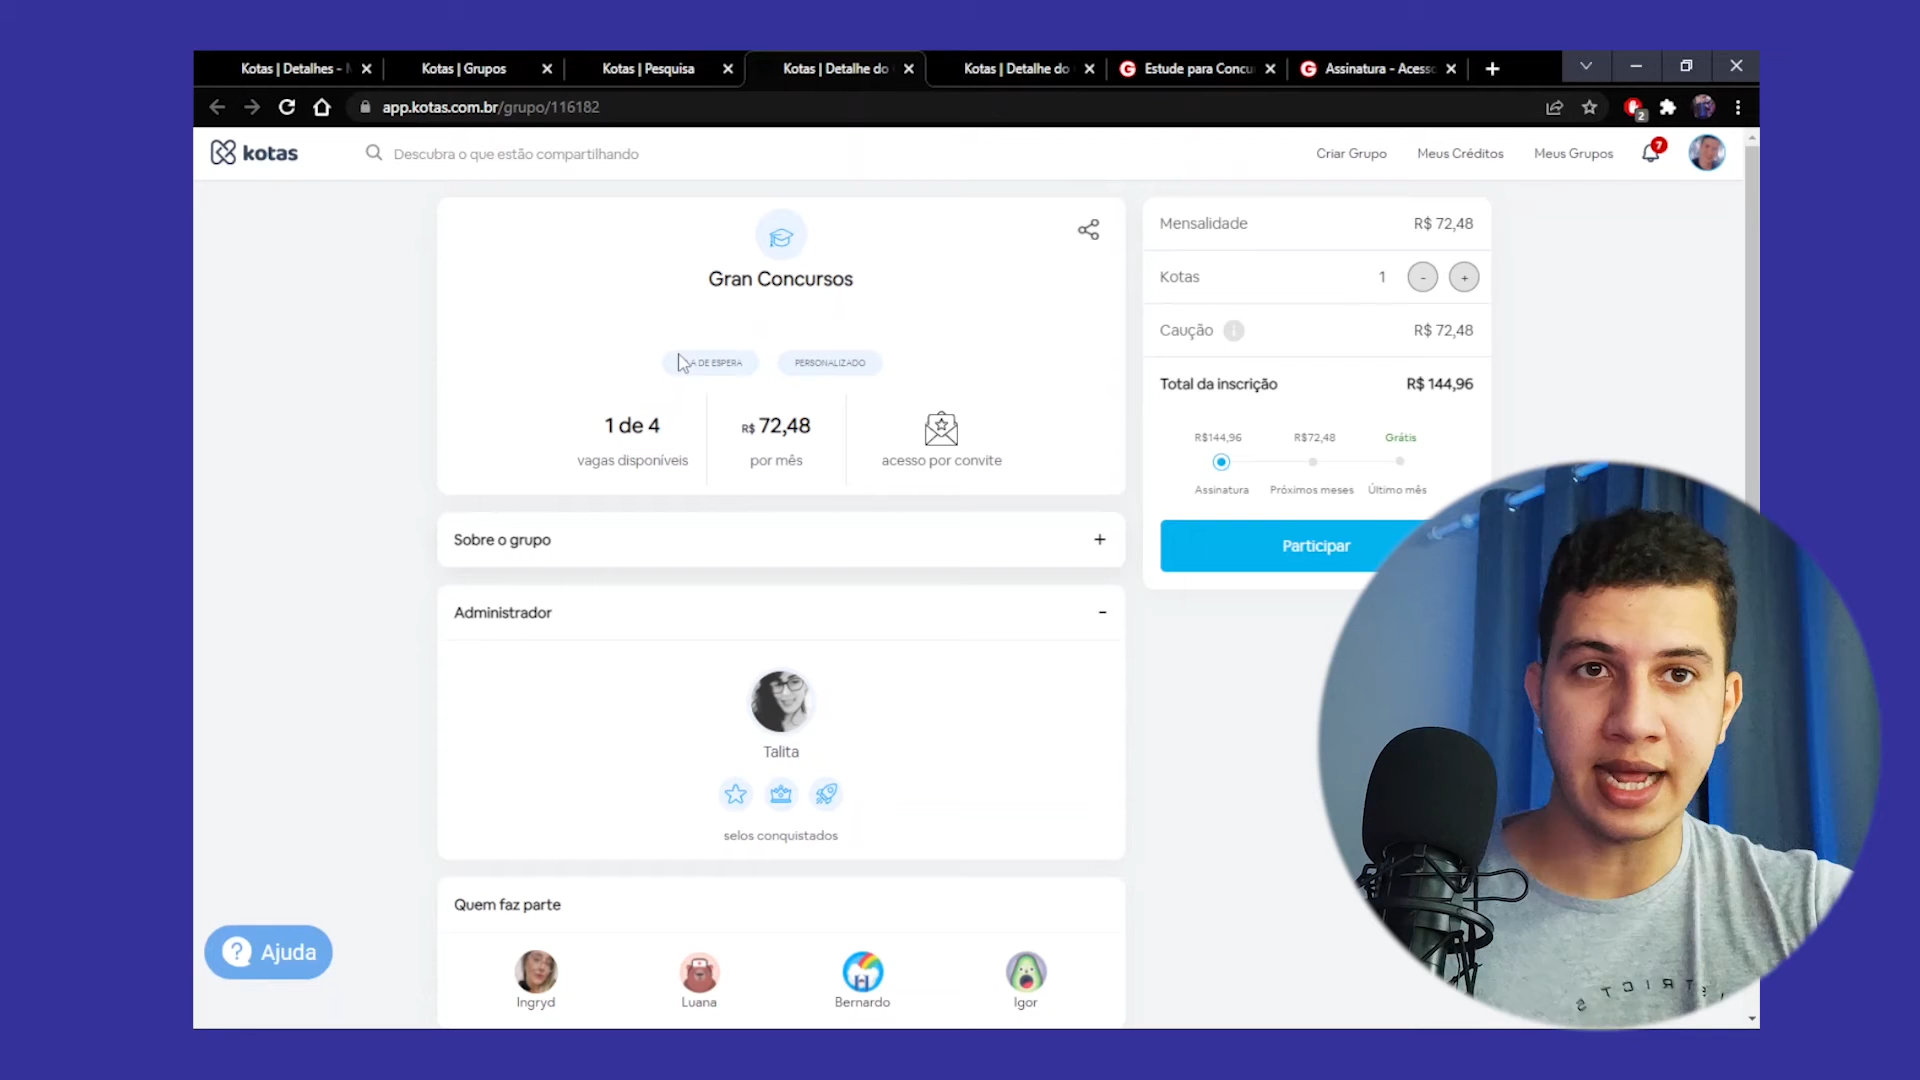 Kotas | Detalhes -
Kotas | Grupos
Kotas | Pesquisa
Kotas | Detalhe do
Kotas | Detalhe do
Estude para Concu
Assinatura - Acess
app.kotas.com.br/grupo/116182
2
kotas
Descubra o que estão compartilhando
Criar Grupo
Meus Créditos
Meus Grupos
7
Gran Concursos
DE ESPERA
PERSONALIZADO
1 de 4
vagas disponíveis
R$ 72,48
por mês
acesso por convite
Mensalidade R$ 72,48
Kotas 1 - +
Caução i R$ 72,48
Total da inscrição R$ 144,96
R$144,96 R$72,48 Grátis
Assinatura Próximos meses Último mês
Participar
Sobre o grupo +
Administrador -
Talita
selos conquistados
Quem faz parte
Ingryd
Luana
Bernardo
Igor
? Ajuda